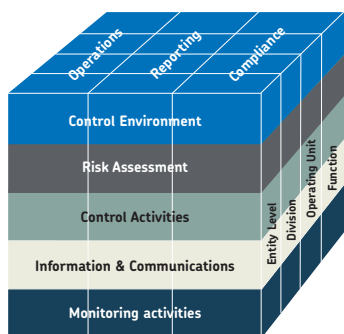 Operations
Reporting
Compliance
Control Environment
Risk Assessment
Control Activities
Information & Communications
Monitoring activities
Entity Level
Division
Operating Unit
Function